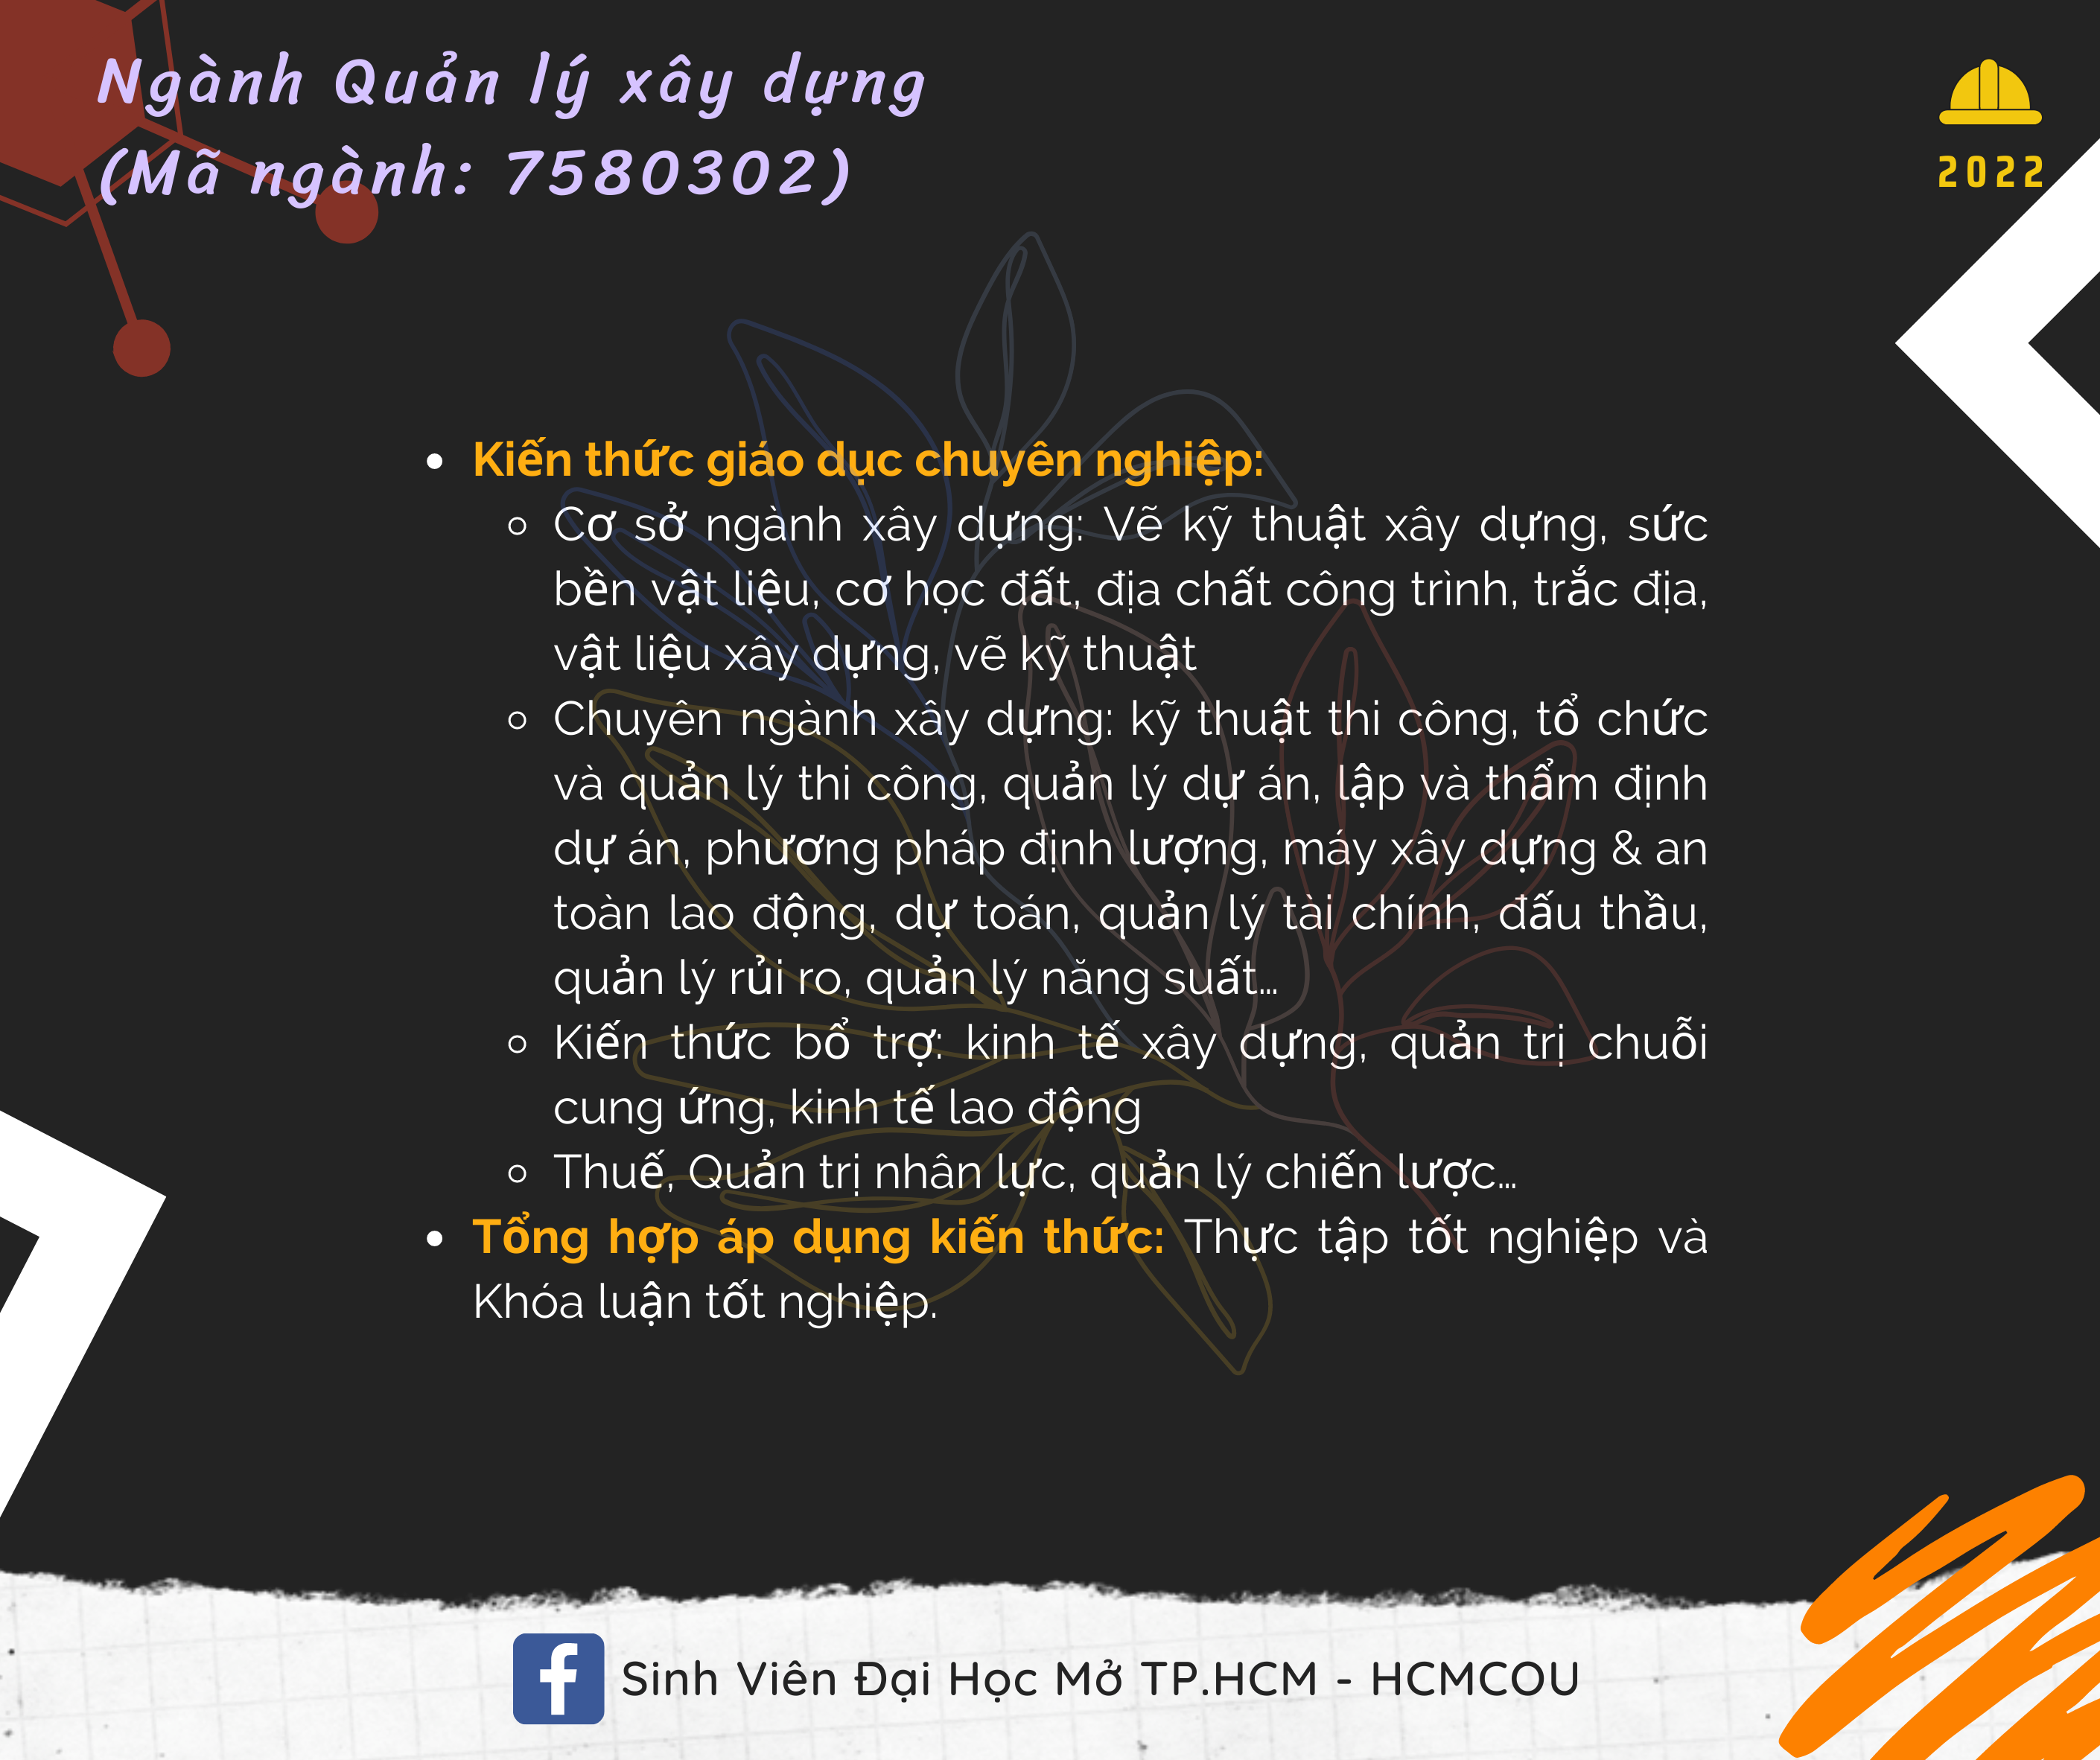 Ngành Quản lý xây dựng
(Mã ngành: 7580302)
2022
• Kiến thức giáo dục chuyên nghiệp:
◦ Cơ sở ngành xây dựng: Vẽ kỹ thuật xây dựng, sức
bền vật liệu, cơ học đất, địa chất công trình, trắc địa,
vật liệu xây dựng, vẽ kỹ thuật
◦ Chuyên ngành xây dựng: kỹ thuật thi công, tổ chức
và quản lý thi công, quản lý dự án, lập và thẩm định
dự án, phương pháp định lượng, máy xây dựng & an
toàn lao động, dự toán, quản lý tài chính, đấu thầu,
quản lý rủi ro, quản lý năng suất...
◦ Kiến thức bổ trợ: kinh tế xây dựng, quản trị chuỗi
cung ứng, kinh tế lao động
◦ Thuế, Quản trị nhân lực, quản lý chiến lược...
• Tổng hợp áp dụng kiến thức: Thực tập tốt nghiệp và
Khóa luận tốt nghiệp.
f Sinh Viên Đại Học Mở TP.HCM - HCMCOU